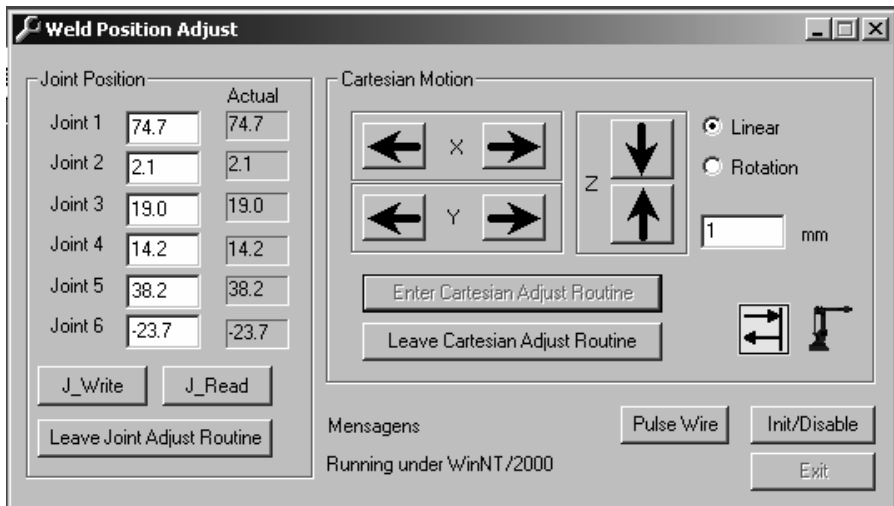 Weld Position Adjust
Joint Position
Actual
Joint 1 74.7 74.7
Joint 2 2.1 2.1
Joint 3 19.0 19.0
Joint 4 14.2 14.2
Joint 5 38.2 38.2
Joint 6 -23.7 -23.7
J_Write J_Read
Leave Joint Adjust Routine
Cartesian Motion
X
Y
Z
Linear
Rotation
1 mm
Enter Cartesian Adjust Routine
Leave Cartesian Adjust Routine
Mensagens
Running under WinNT/2000
Pulse Wire Init/Disable
Exit